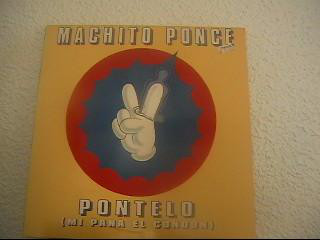 MACHITO PONCE
PONTELO
(MI PANA EL CONDON)